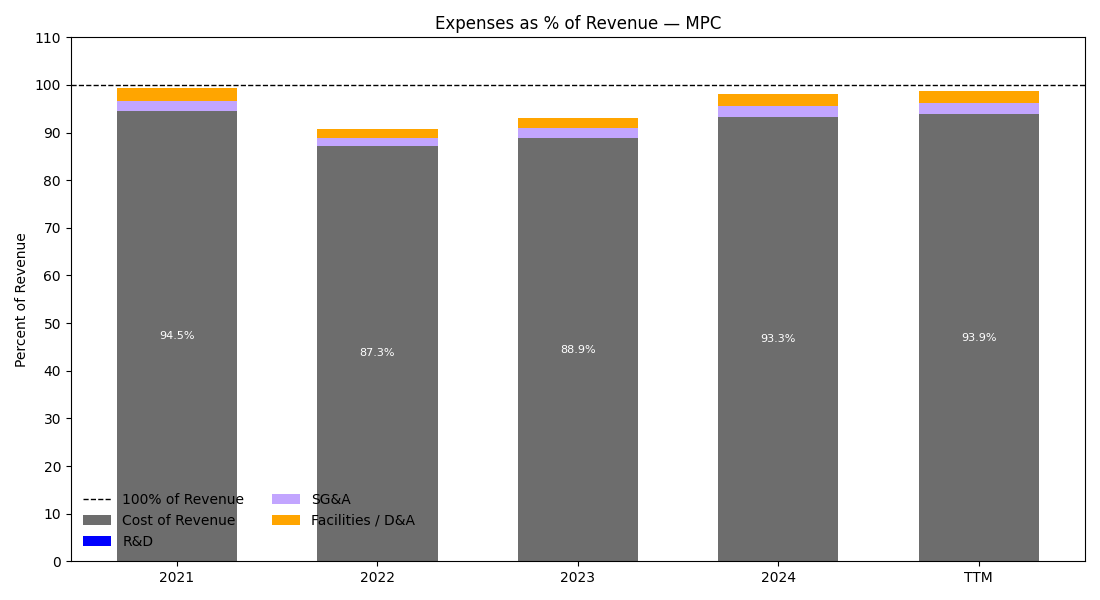 Expenses as % of Revenue — MPC
Percent of Revenue
110
100
90
80
70
60
50
40
30
20
10
0
94.5%
87.3%
88.9%
93.3%
93.9%
100% of Revenue
Cost of Revenue
R&D
SG&A
Facilities / D&A
2021
2022
2023
2024
TTM